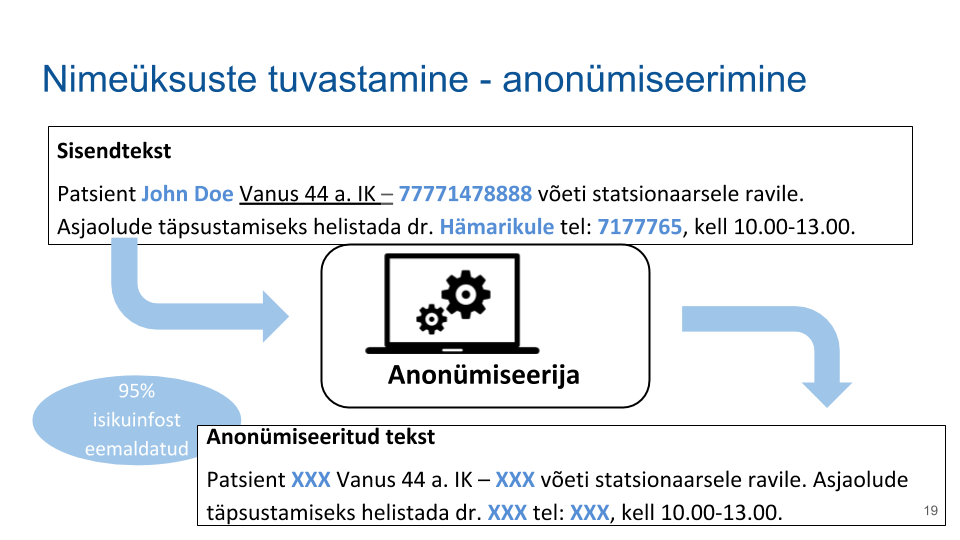 Nimeüksuste tuvastamine - anonümiseerimine
Sisendtekst
Patsient John Doe Vanus 44 a. IK – 77771478888 võeti statsionaarsele ravile.
Asjaolude täpsustamiseks helistada dr. Hämarikule tel: 7177765, kell 10.00-13.00.
Anonümiseerija
95%
isikuinfost
eemaldatud
Anonümiseeritud tekst
Patsient XXX Vanus 44 a. IK – XXX võeti statsionaarsele ravile. Asjaolude
täpsustamiseks helistada dr. XXX tel: XXX, kell 10.00-13.00.
19